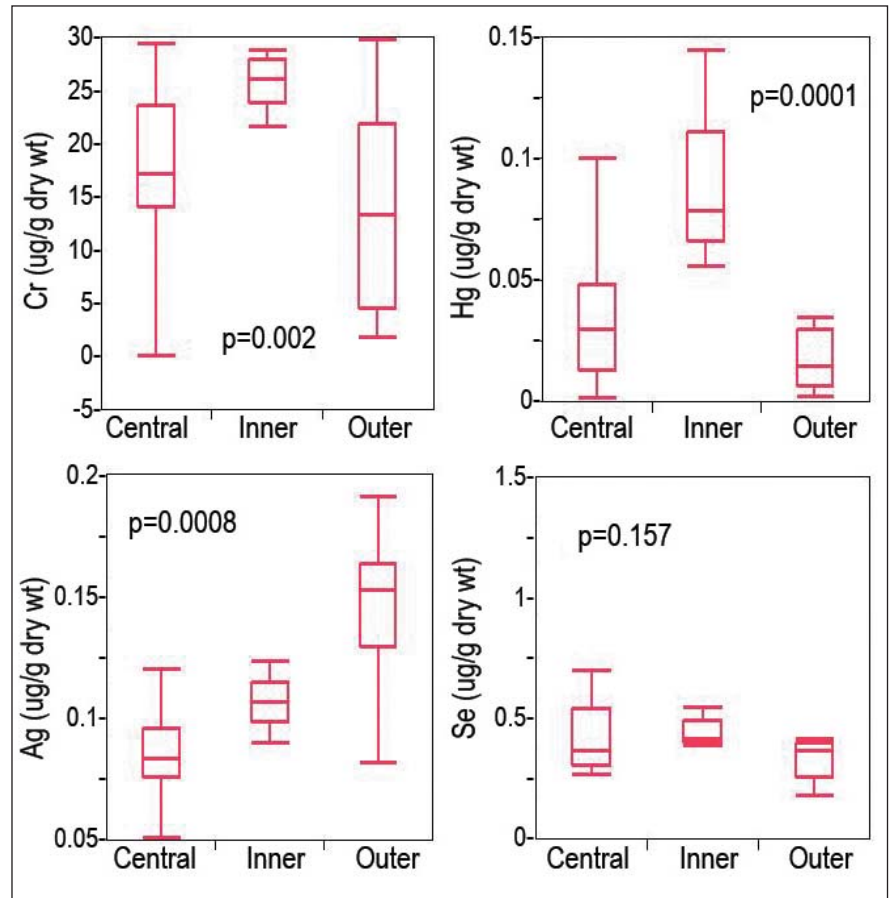 Cr (ug/g dry wt)
30
25
20
15
10
5
0
-5
p=0.002
Central Inner Outer
Hg (ug/g dry wt)
0.15
0.1
0.05
0
p=0.0001
Central Inner Outer
Ag (ug/g dry wt)
0.2
0.15
0.1
0.05
p=0.0008
Central Inner Outer
Se (ug/g dry wt)
1.5
1
0.5
0
p=0.157
Central Inner Outer